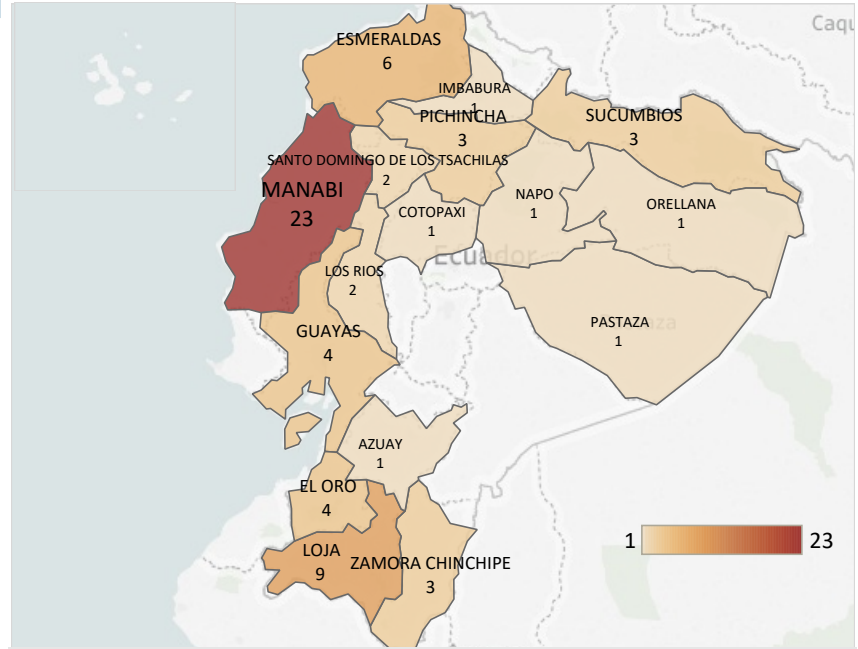 Caqu
ESMERALDAS
6
IMBABURA
1
PICHINCHA
3
SUCUMBIOS
3
SANTO DOMINGO DE LOS TSACHILAS
2
MANABI
23
NAPO
1
ORELLANA
1
COTOPAXI
1
Ecuador
LOS RIOS
2
GUAYAS
4
PASTAZA
1
AZUAY
1
EL ORO
4
LOJA
9
ZAMORA CHINCHIPE
3
1
23